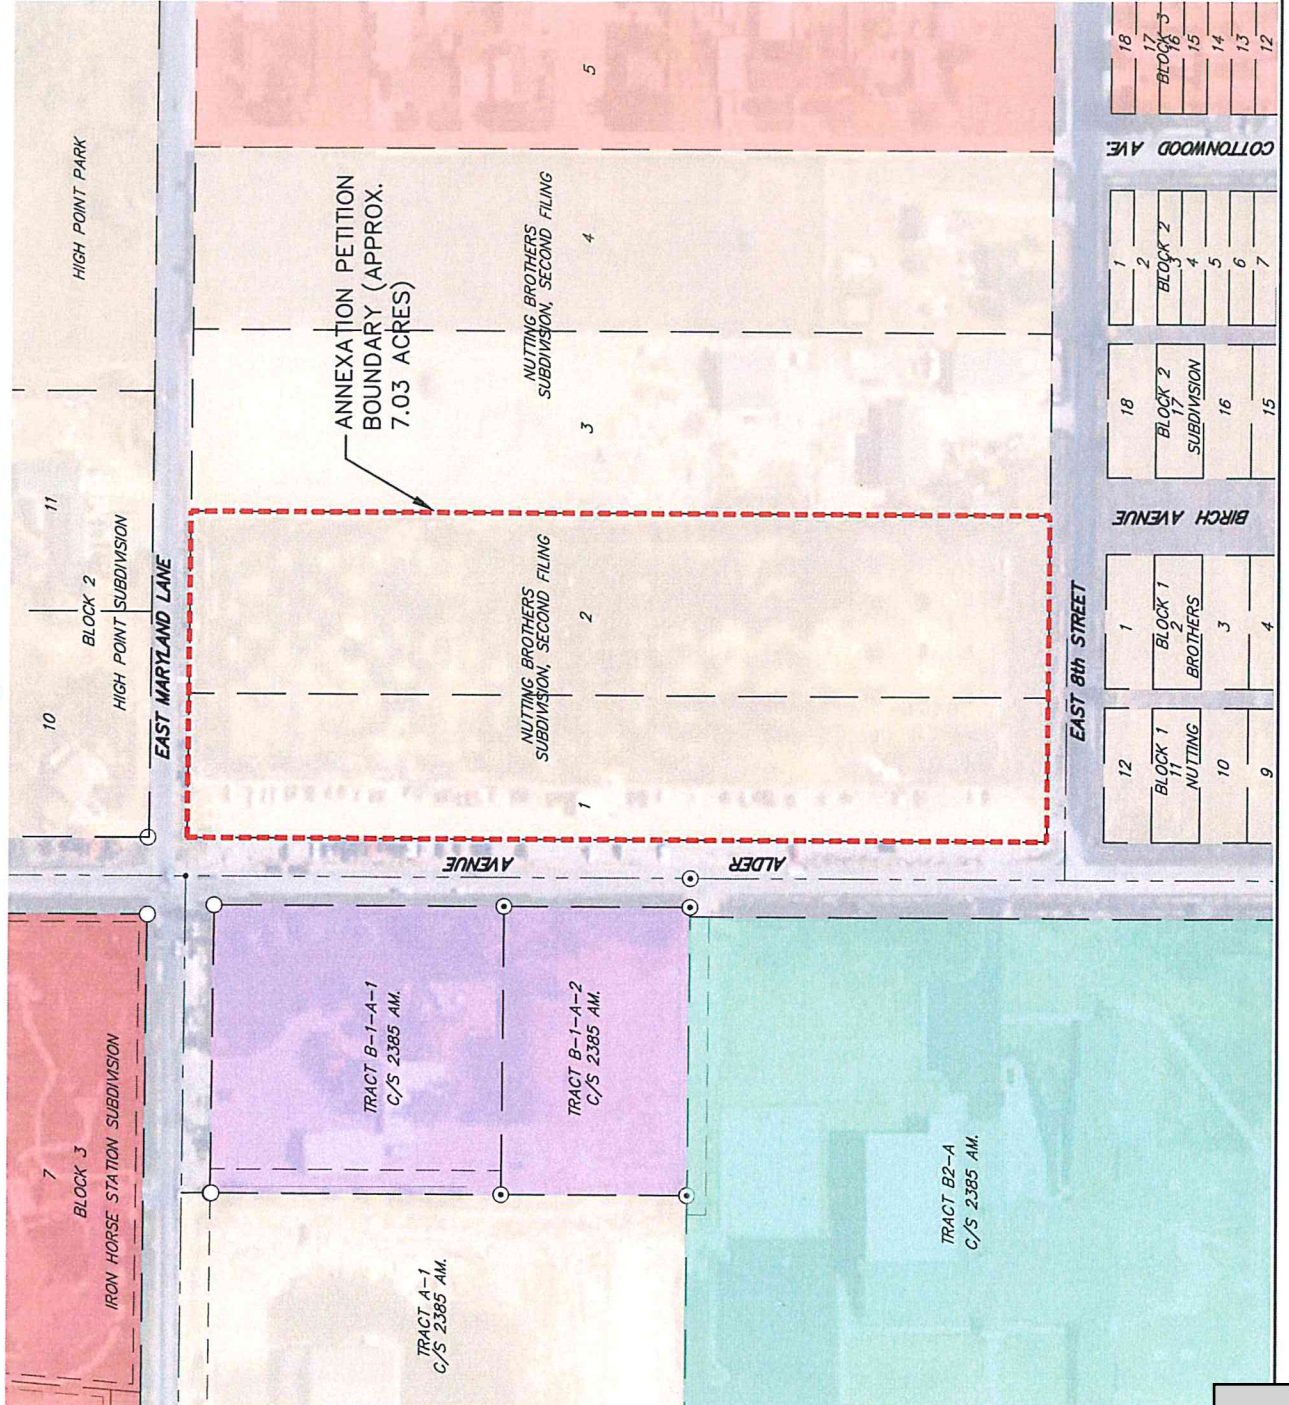 HIGH POINT PARK
11
BLOCK 2
HIGH POINT SUBDIVISION
10
EAST MARYLAND LANE
7
BLOCK 3
IRON HORSE STATION SUBDIVISION
ANNEXATION PETITION
BOUNDARY (APPROX.
7.03 ACRES)
5
NUTTING BROTHERS
SUBDIVISION, SECOND FILING
4
3
NUTTING BROTHERS
SUBDIVISION, SECOND FILING
2
NUTTING BROTHERS
SUBDIVISION, SECOND FILING
1
ALDER
AVENUE
TRACT B-1-A-1
C/S 2385 AM.
TRACT B-1-A-2
C/S 2385 AM.
TRACT A-1
C/S 2385 AM.
TRACT B2-A
C/S 2385 AM.
EAST 8th STREET
18
17
BLOCK 3
16
15
14
13
12
COTTONWOOD AVE.
1
2
BLOCK 2
3
4
5
6
7
18
BLOCK 2
17
SUBDIVISION
16
15
BIRCH AVENUE
1
BLOCK 1
2
BROTHERS
3
4
12
BLOCK 1
11
NUTTING
10
9